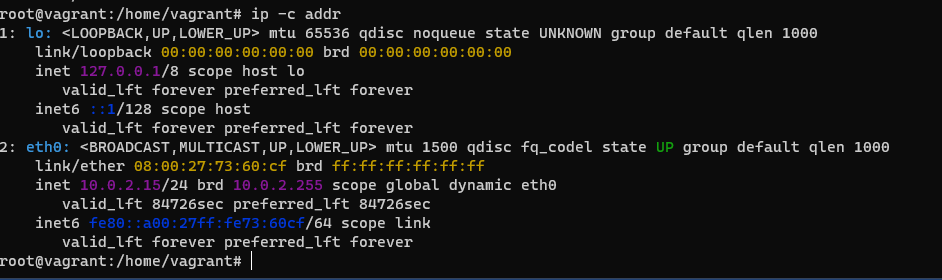 root@vagrant:/home/vagrant# ip -c addr
1: lo: <LOOPBACK,UP,LOWER_UP> mtu 65536 qdisc noqueue state UNKNOWN group default qlen 1000
    link/loopback 00:00:00:00:00:00 brd 00:00:00:00:00:00
    inet 127.0.0.1/8 scope host lo
       valid_lft forever preferred_lft forever
    inet6 ::1/128 scope host
       valid_lft forever preferred_lft forever
2: eth0: <BROADCAST,MULTICAST,UP,LOWER_UP> mtu 1500 qdisc fq_codel state UP group default qlen 1000
    link/ether 08:00:27:73:60:cf brd ff:ff:ff:ff:ff:ff
    inet 10.0.2.15/24 brd 10.0.2.255 scope global dynamic eth0
       valid_lft 84726sec preferred_lft 84726sec
    inet6 fe80::a00:27ff:fe73:60cf/64 scope link
       valid_lft forever preferred_lft forever
root@vagrant:/home/vagrant#